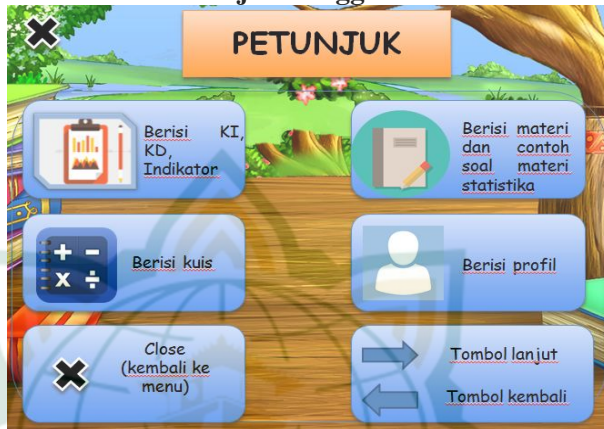 PETUNJUK
Berisi KI,
KD,
Indikator
Berisi materi
dan contoh
soal materi
statistika
Berisi kuis
Berisi profil
Close
(kembali ke
menu)
Tombol lanjut
Tombol kembali